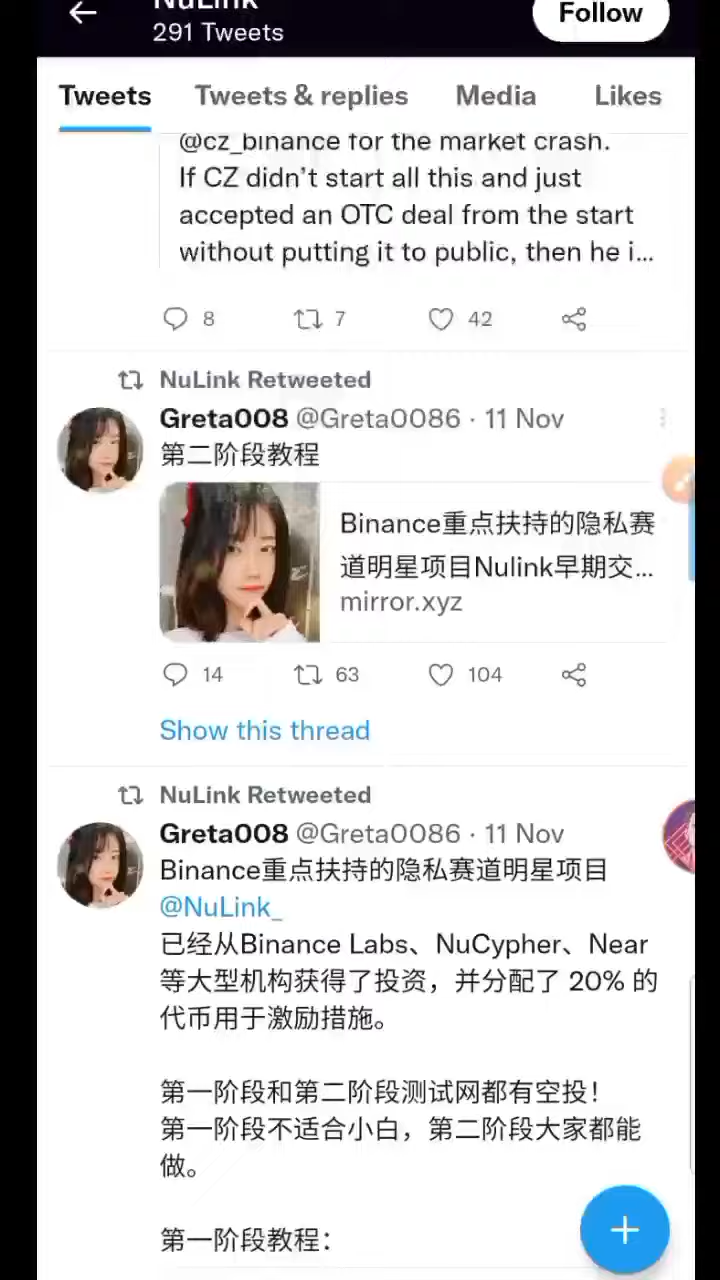 NuLink
291 Tweets
Follow
Tweets
Tweets & replies
Media
Likes
@cz_binance for the market crash.
If CZ didn't start all this and just
accepted an OTC deal from the start
without putting it to public, then he i...
8
7
42
NuLink Retweeted
Greta008 @Greta0086 · 11 Nov
第二阶段教程
Binance重点扶持的隐私赛
道明星项目Nulink早期交...
mirror.xyz
14
63
104
Show this thread
NuLink Retweeted
Greta008 @Greta0086 · 11 Nov
Binance重点扶持的隐私赛道明星项目
@NuLink_
已经从Binance Labs、NuCypher、Near
等大型机构获得了投资，并分配了 20% 的
代币用于激励措施。
第一阶段和第二阶段测试网都有空投！
第一阶段不适合小白，第二阶段大家都能
做。
第一阶段教程：